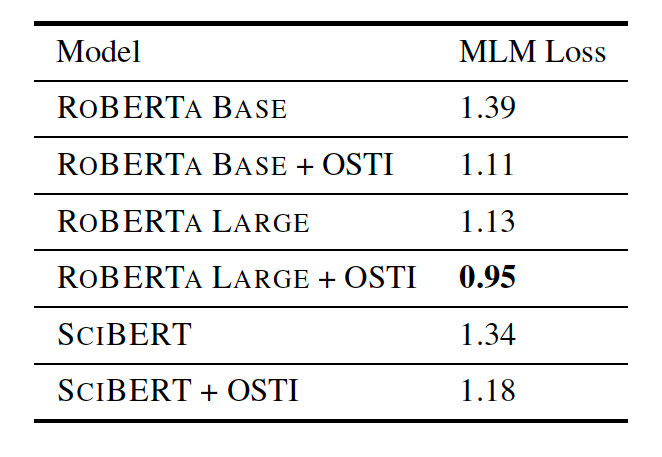 Model MLM Loss
ROBERTA BASE 1.39
ROBERTA BASE + OSTI 1.11
ROBERTA LARGE 1.13
ROBERTA LARGE + OSTI 0.95
SCIBERT 1.34
SCIBERT + OSTI 1.18